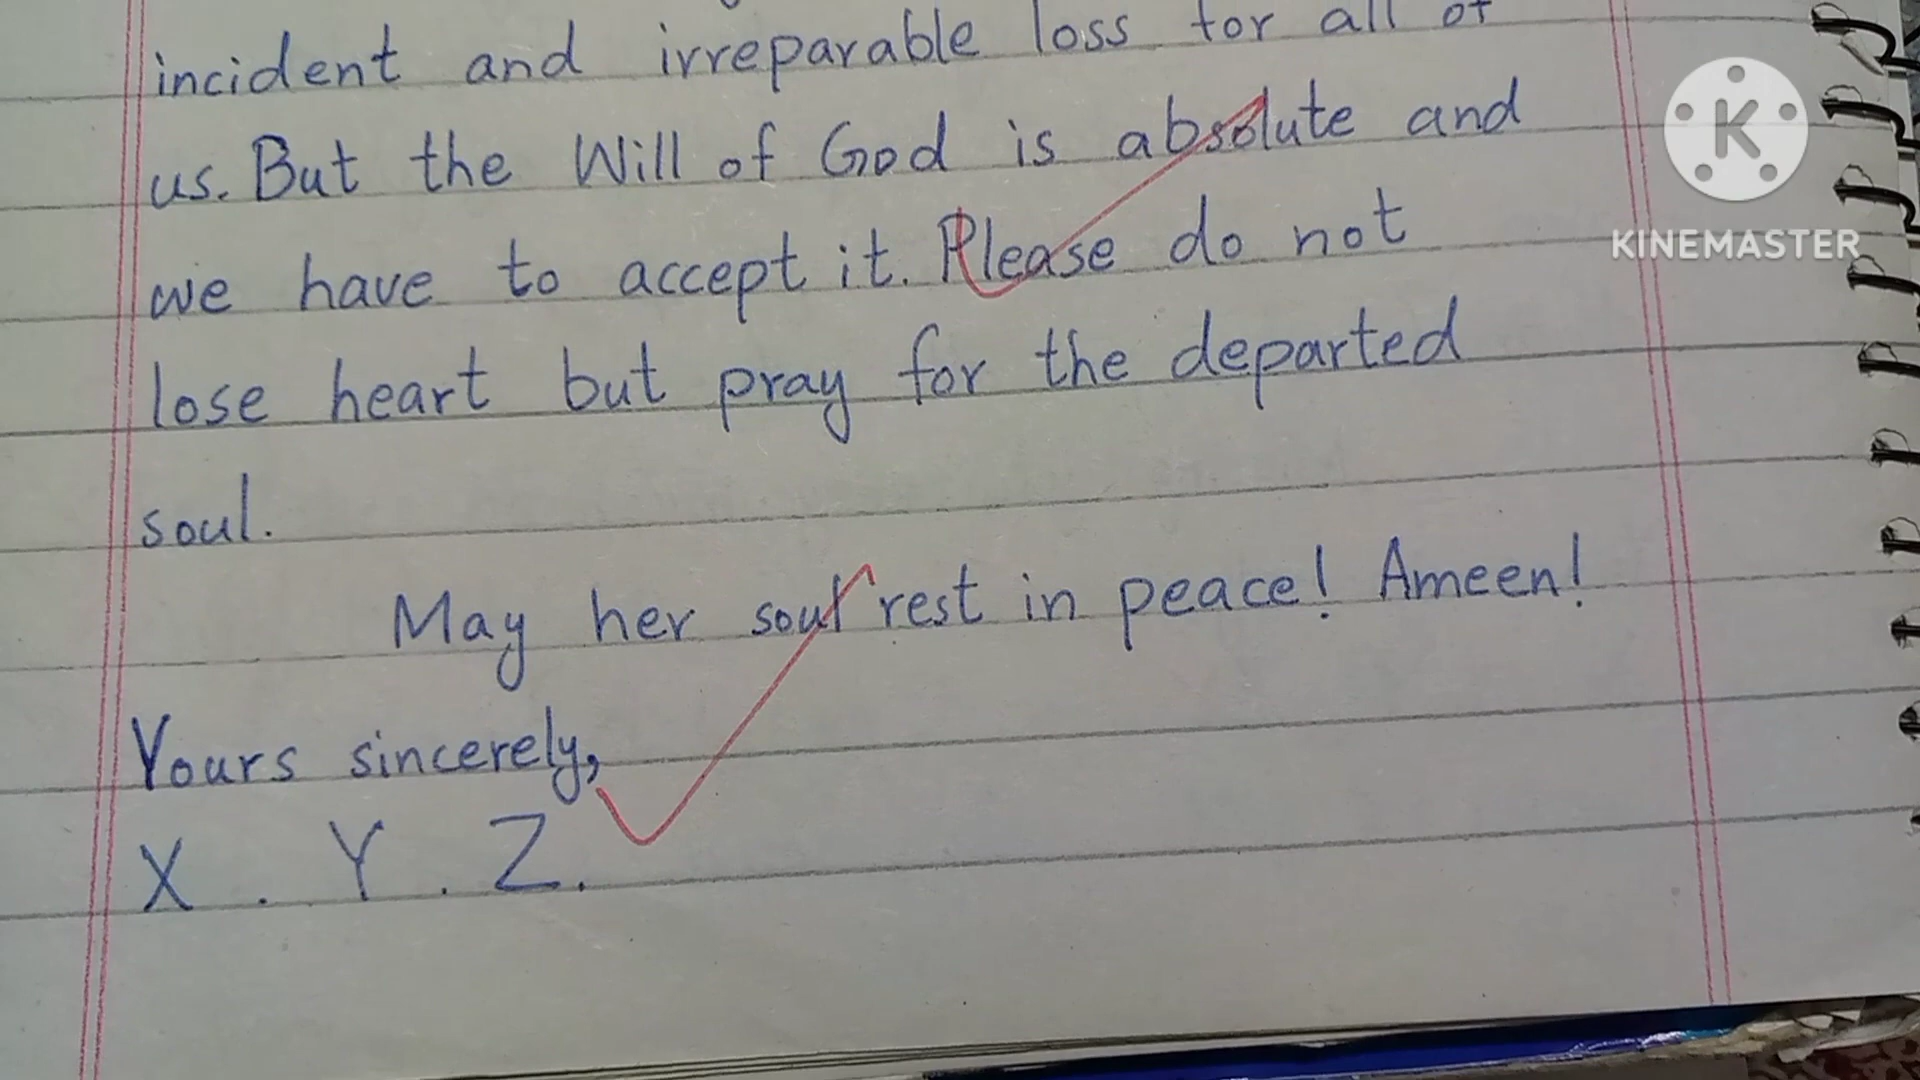 incident and irreparable loss for all of
us. But the Will of God is absolute and
we have to accept it. Please do not
lose heart but pray for the departed
soul.
May her soul rest in peace! Ameen!
Yours sincerely,
X . Y . Z.
K
KINEMASTER